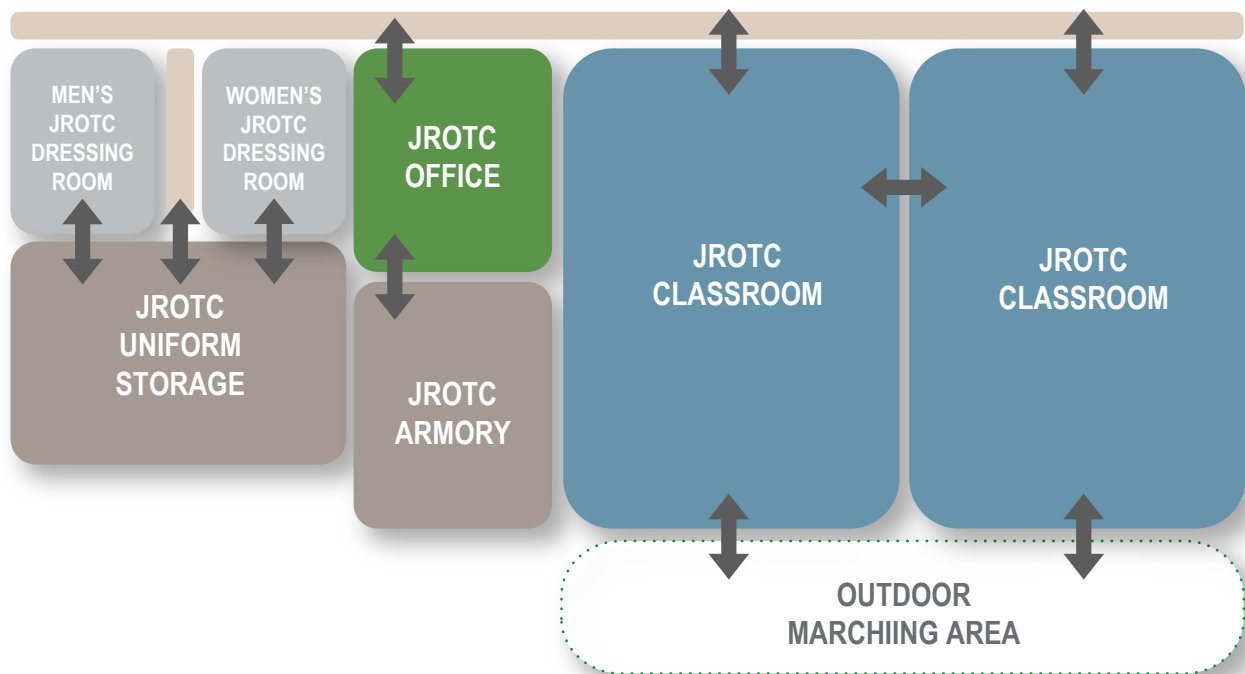 MEN'S
JROTC
DRESSING
ROOM
WOMEN'S
JROTC
DRESSING
ROOM
JROTC
OFFICE
JROTC
CLASSROOM
JROTC
CLASSROOM
JROTC
UNIFORM
STORAGE
JROTC
ARMORY
OUTDOOR
MARCHIING AREA